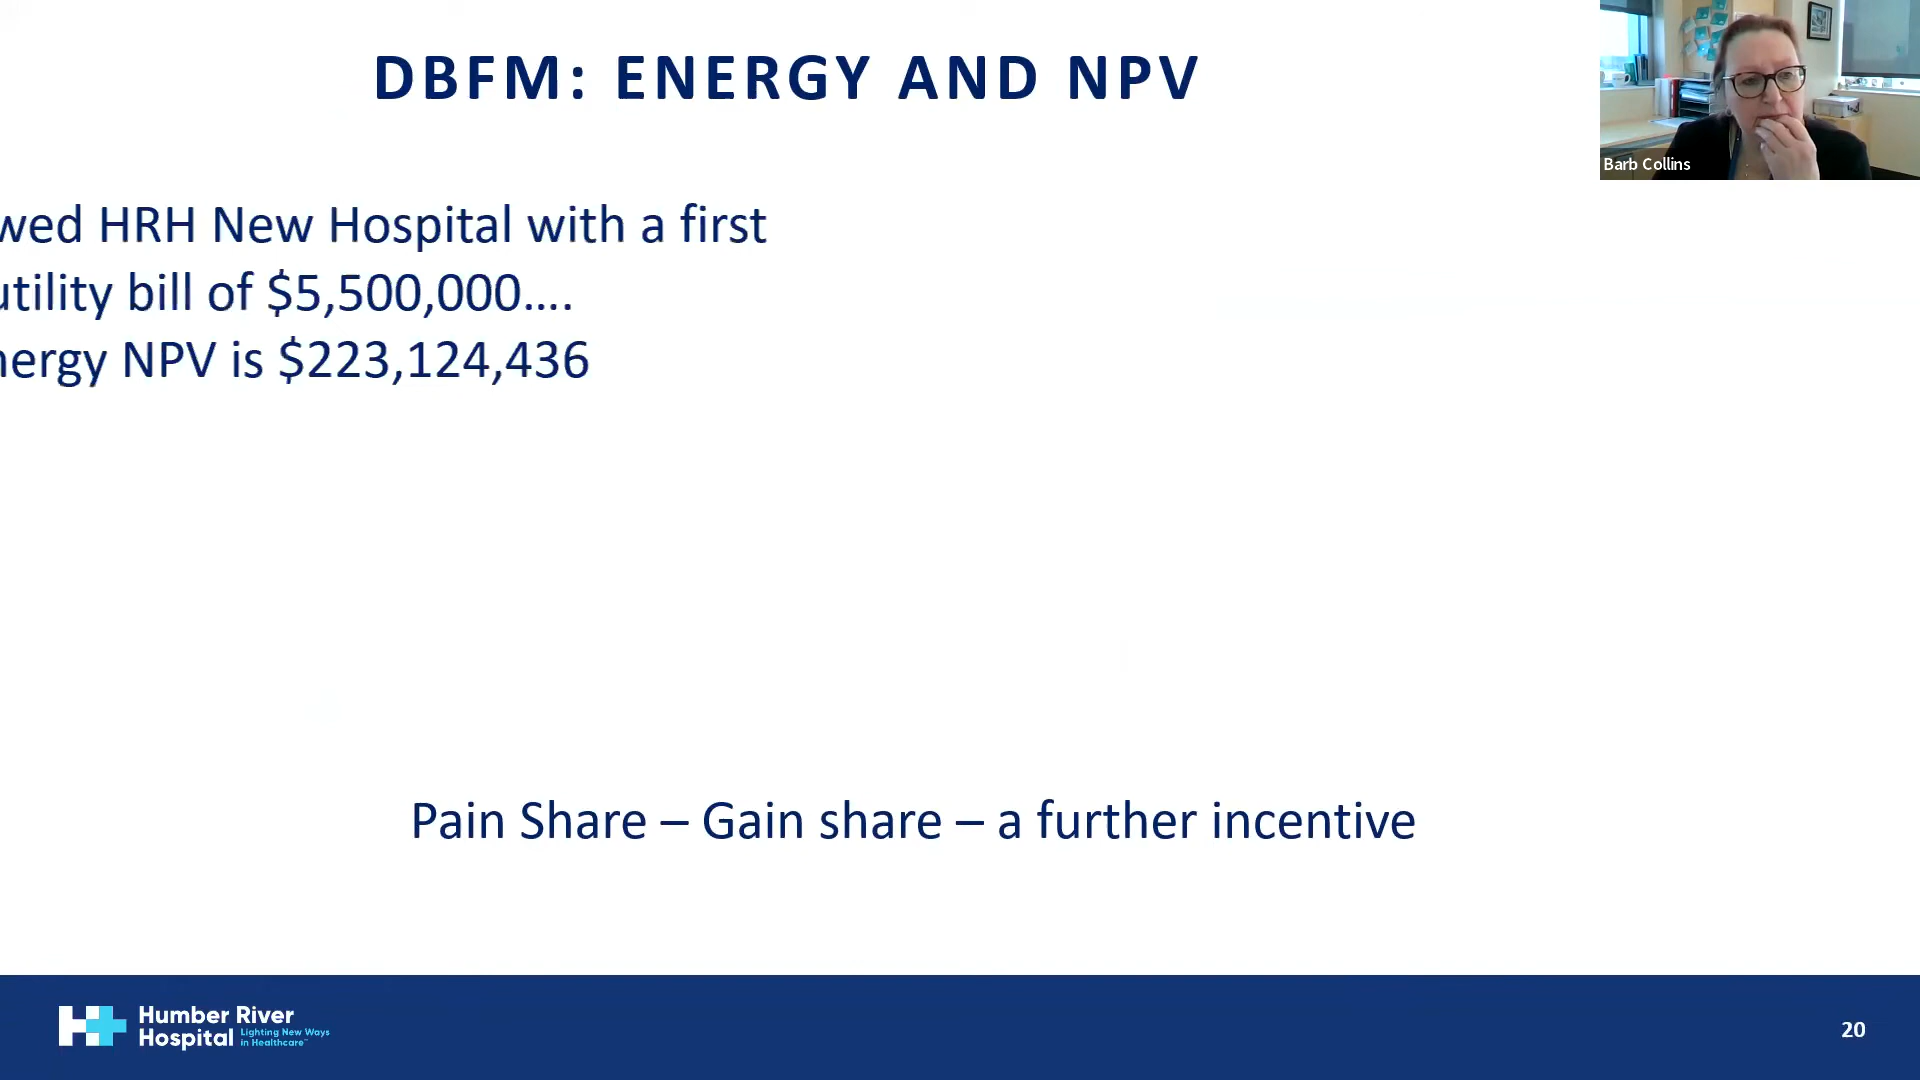 DBFM: ENERGY AND NPV
Barb Collins
wed HRH New Hospital with a first
utility bill of $5,500,000....
nergy NPV is $223,124,436
Pain Share – Gain share – a further incentive
Humber River
Hospital Lighting New Ways
in Healthcare™
20